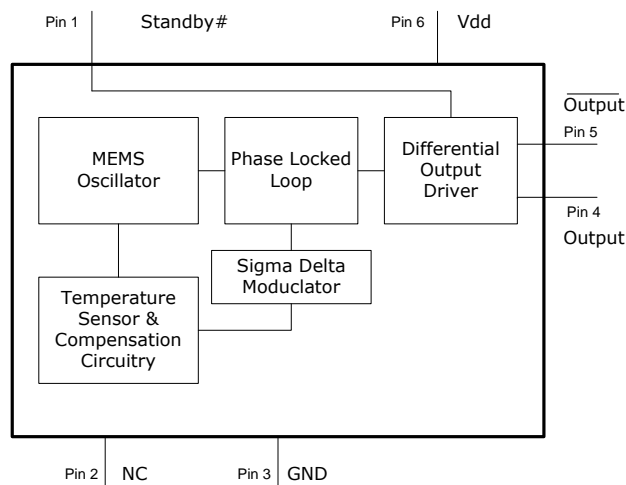 Pin 1 Standby# Pin 6 Vdd
Output
Pin 5
Pin 4
Output
MEMS
Oscillator
Phase Locked
Loop
Differential
Output
Driver
Sigma Delta
Moduclator
Temperature
Sensor &
Compensation
Circuitry
Pin 2 NC Pin 3 GND